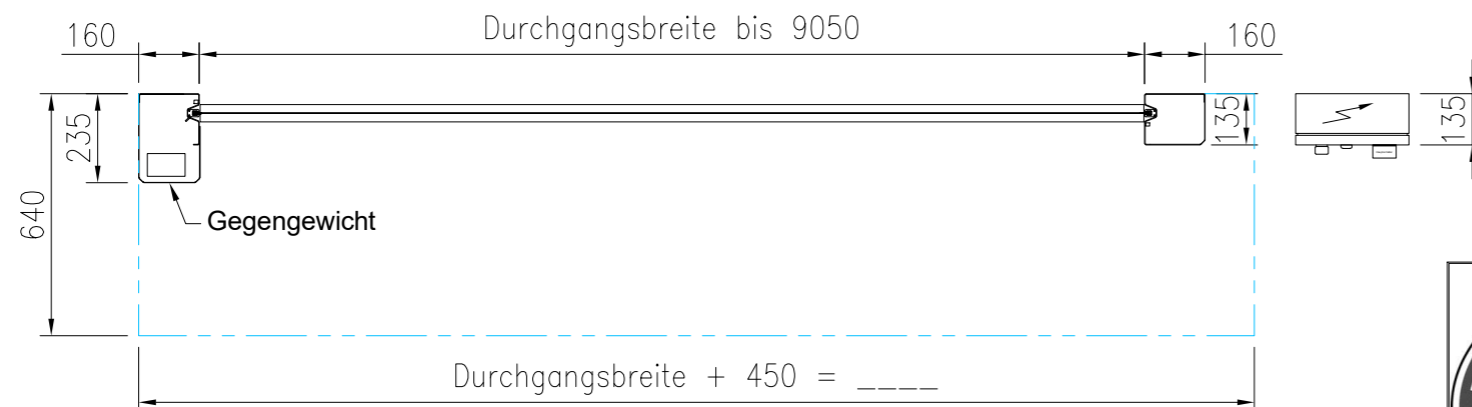 160
Durchgangsbreite bis 9050
160
235
135
135
640
Gegengewicht
Durchgangsbreite + 450 = ____